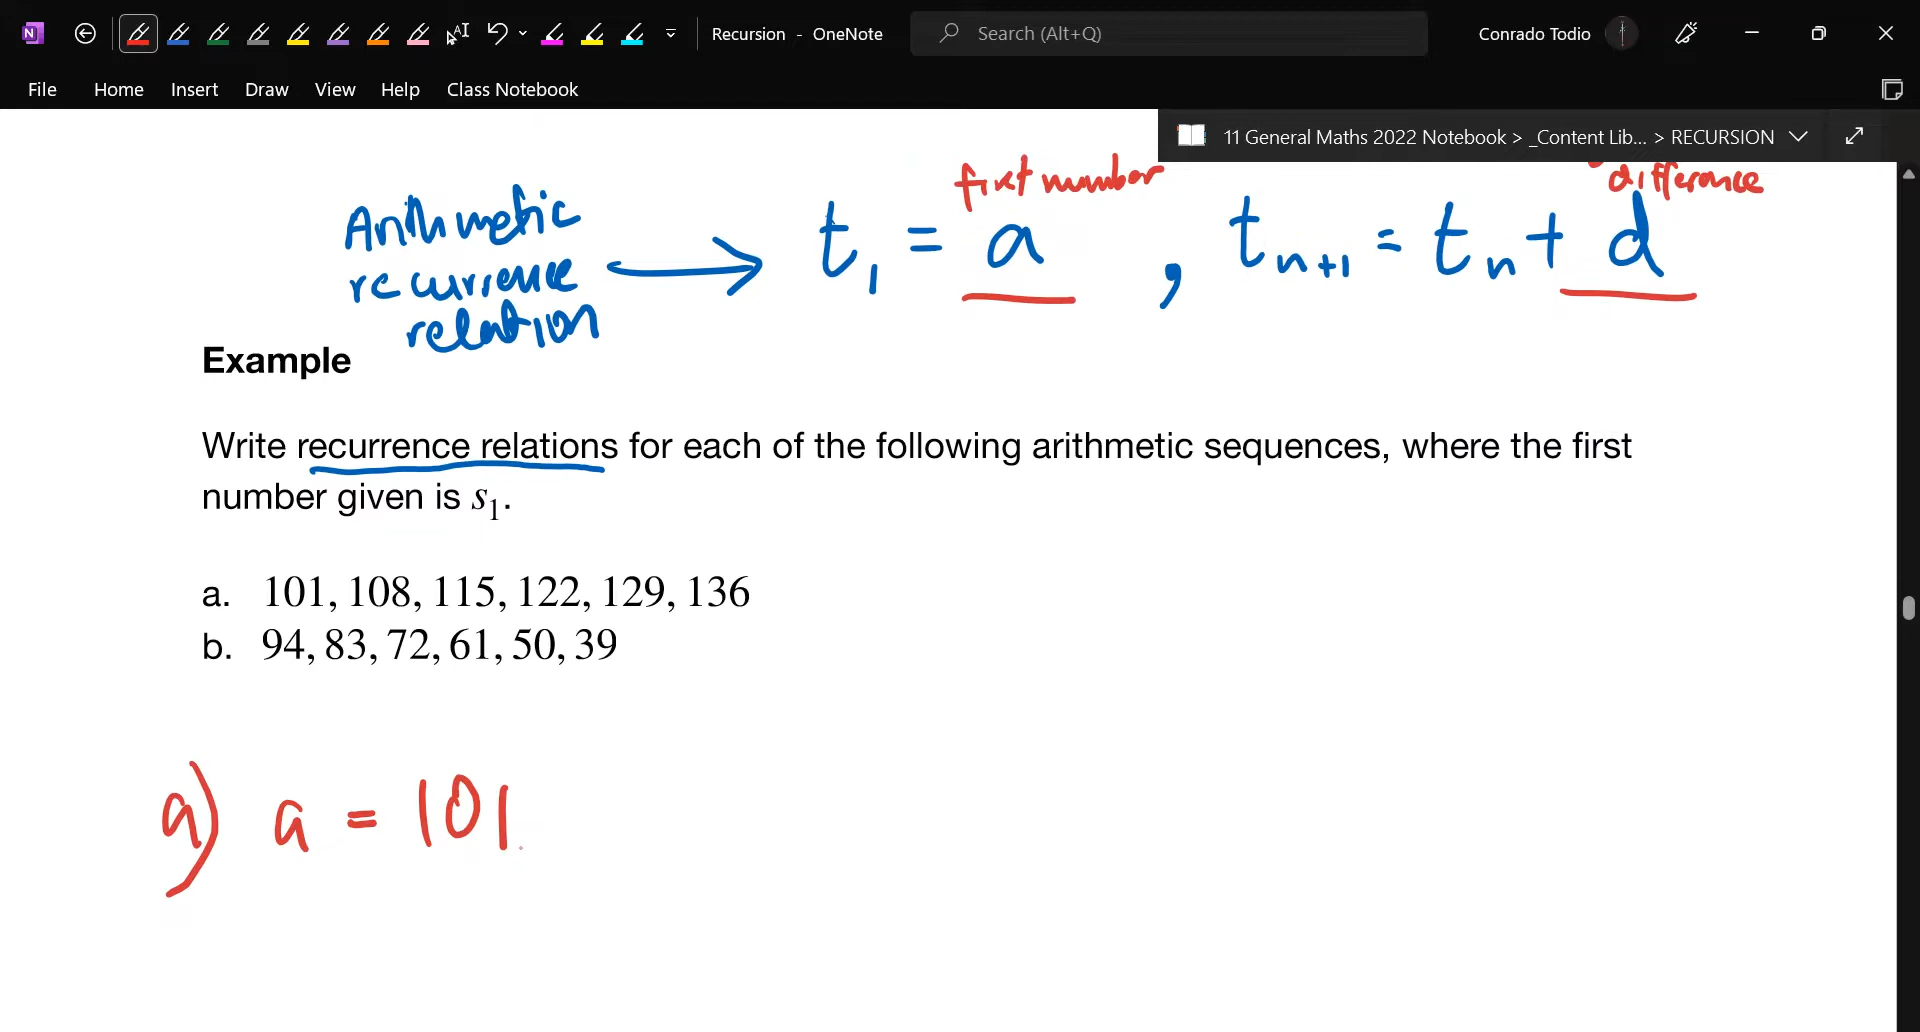 Recursion - OneNote
Search (Alt+Q)
Conrado Todio
File Home Insert Draw View Help Class Notebook
11 General Maths 2022 Notebook > _Content Lib... > RECURSION
first number
difference
Arithmetic
recurrence
relation
t₁ = a , tₙ₊₁ = tₙ + d
Example
Write recurrence relations for each of the following arithmetic sequences, where the first
number given is s₁.
a. 101, 108, 115, 122, 129, 136
b. 94, 83, 72, 61, 50, 39
a) a = 101